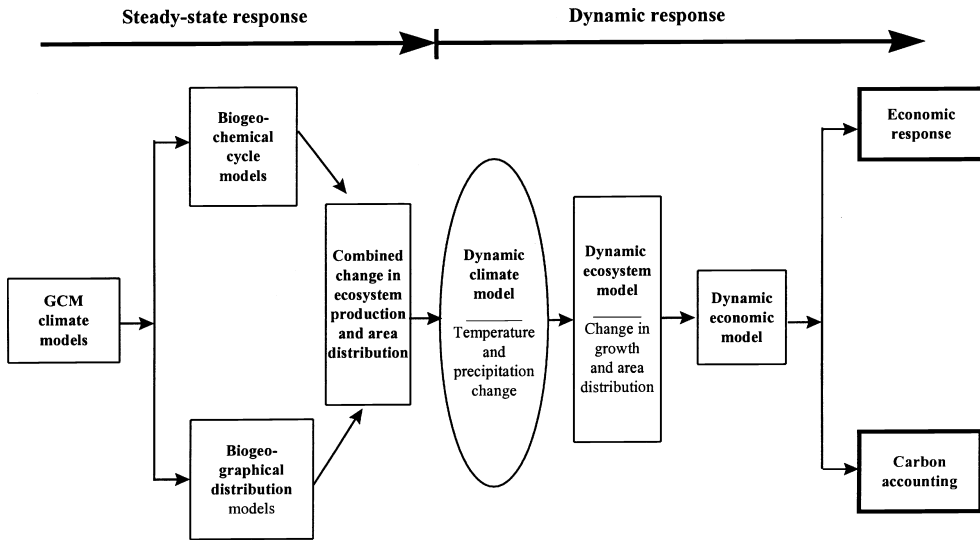 Steady-state response
Dynamic response
Biogeo-
chemical
cycle
models
Economic
response
GCM
climate
models
Combined
change in
ecosystem
production
and area
distribution
Dynamic
climate
model
Temperature
and
precipitation
change
Dynamic
ecosystem
model
Change in
growth
and area
distribution
Dynamic
economic
model
Biogeo-
graphical
distribution
models
Carbon
accounting